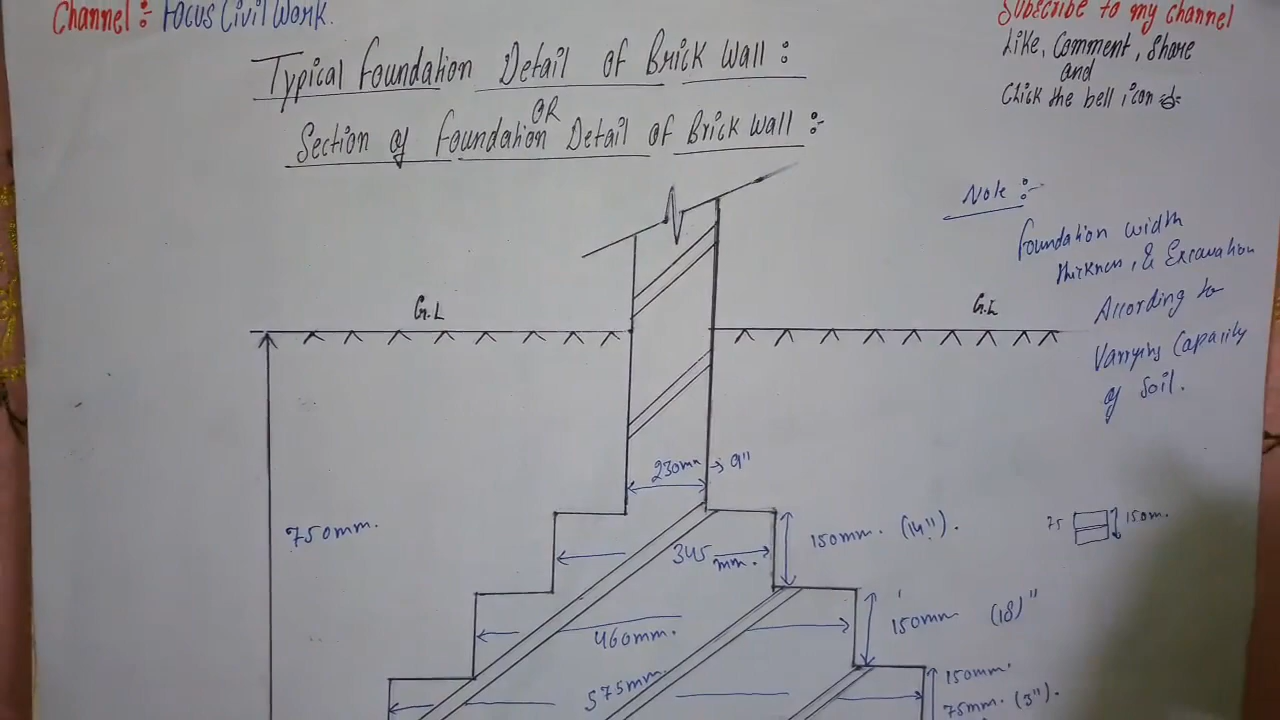 Channel :- Focus Civil Work.
Subscribe to my channel
Like, Comment, Share
and
Click the bell icon
Typical Foundation Detail of Brick Wall :
OR
Section of Foundation Detail of Brick Wall :-
Note :-
Foundation width
thickness, & Excavation
According to
Varrying Capacity
of Soil.
G.L
G.L
230mm → 9"
750mm.
75
150m.
345
mm.
150mm. (14").
460mm.
150mm (18)"
575mm.
150mm.
75mm. (3").